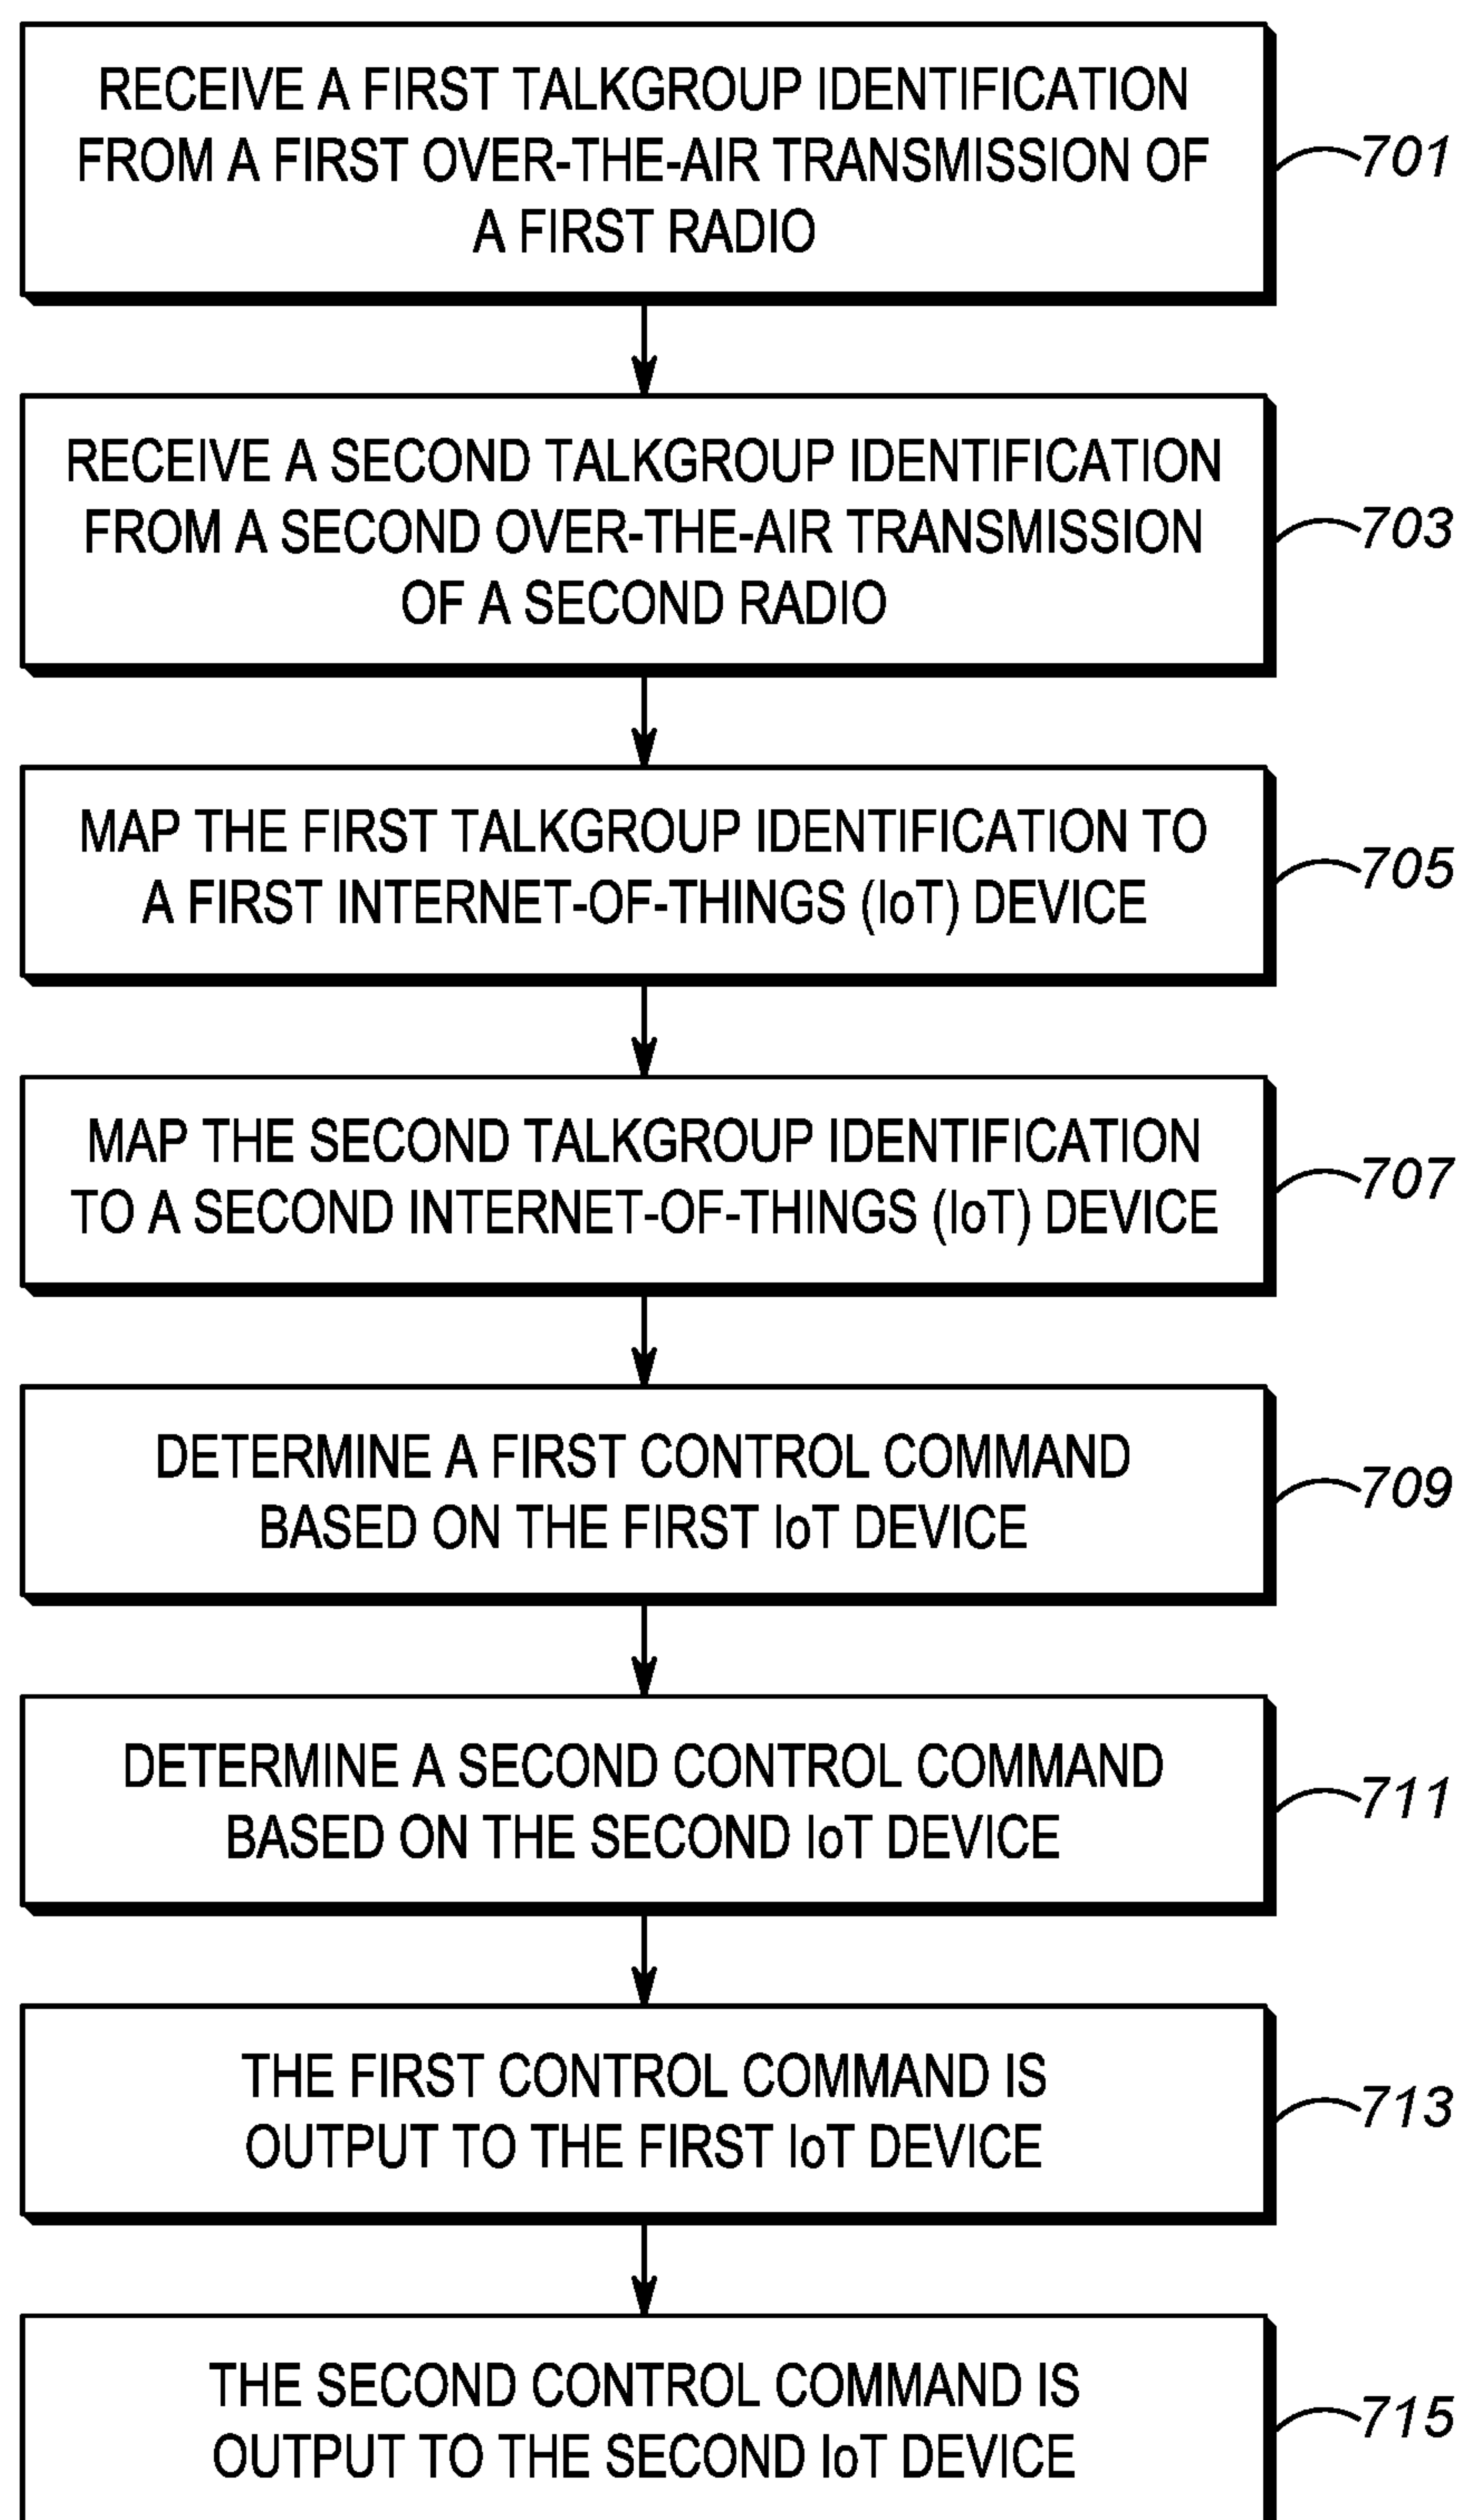 RECEIVE A FIRST TALKGROUP IDENTIFICATION
FROM A FIRST OVER-THE-AIR TRANSMISSION OF
A FIRST RADIO
701
RECEIVE A SECOND TALKGROUP IDENTIFICATION
FROM A SECOND OVER-THE-AIR TRANSMISSION
OF A SECOND RADIO
703
MAP THE FIRST TALKGROUP IDENTIFICATION TO
A FIRST INTERNET-OF-THINGS (IoT) DEVICE
705
MAP THE SECOND TALKGROUP IDENTIFICATION
TO A SECOND INTERNET-OF-THINGS (IoT) DEVICE
707
DETERMINE A FIRST CONTROL COMMAND
BASED ON THE FIRST IoT DEVICE
709
DETERMINE A SECOND CONTROL COMMAND
BASED ON THE SECOND IoT DEVICE
711
THE FIRST CONTROL COMMAND IS
OUTPUT TO THE FIRST IoT DEVICE
713
THE SECOND CONTROL COMMAND IS
OUTPUT TO THE SECOND IoT DEVICE
715